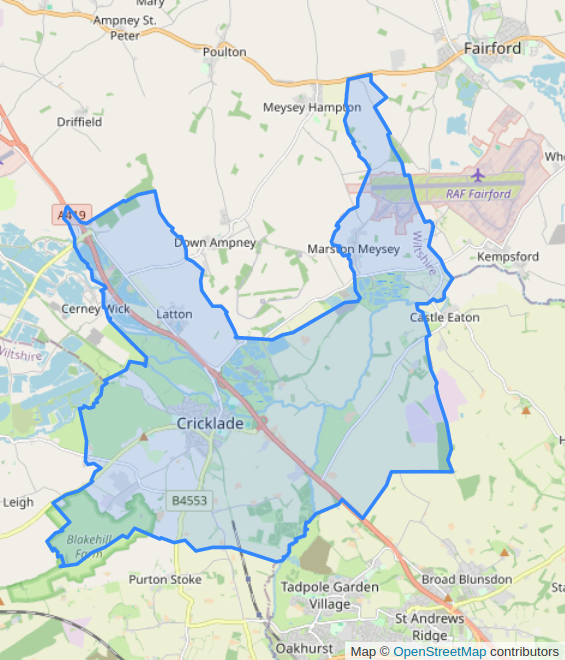 Mary
Ampney St.
Peter
Poulton
Fairford
Meysey Hampton
Driffield
RAF Fairford
A419
Down Ampney
Marston Meysey
Wiltshire
Kempsford
Cerney Wick
Latton
Castle Eaton
Wiltshire
Cricklade
Leigh
B4553
Blakehill
Farm
Purton Stoke
Tadpole Garden
Village
Broad Blunsdon
St Andrews
Ridge
Oakhurst
Map © OpenStreetMap contributors